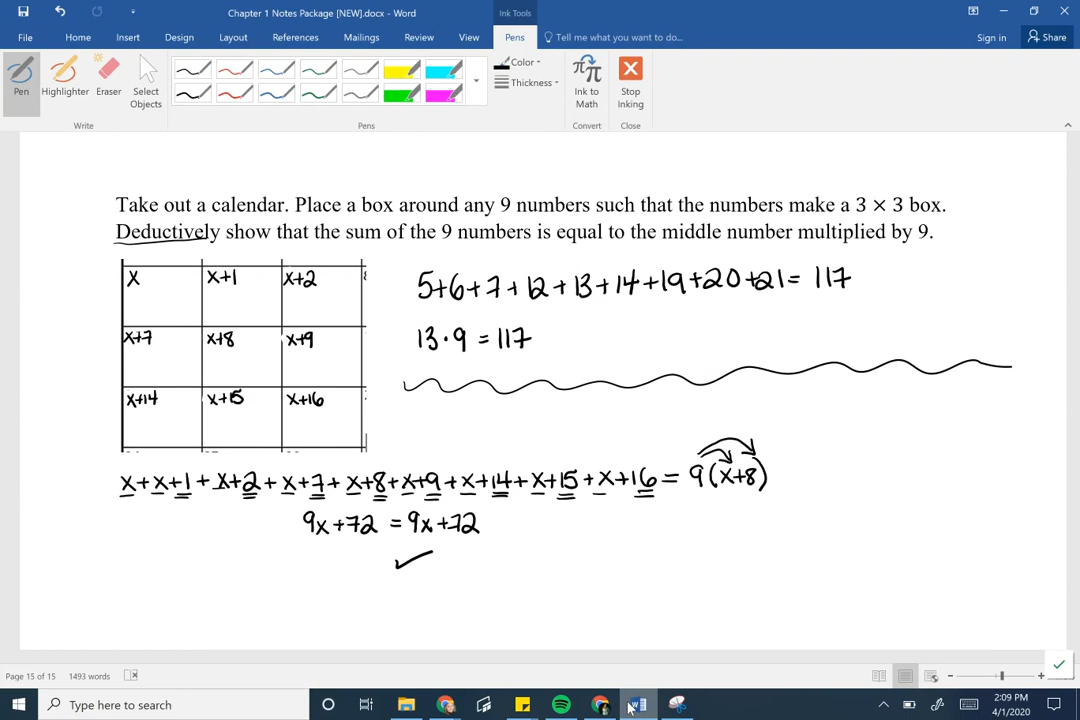 Chapter 1 Notes Package [NEW].docx - Word
Ink Tools
File Home Insert Design Layout References Mailings Review View Pens Tell me what you want to do... Sign in Share
Pen Highlighter Eraser Select Objects
Color Thickness
Ink to Math
Stop Inking
Write Pens Convert Close
Take out a calendar. Place a box around any 9 numbers such that the numbers make a 3 × 3 box.
Deductively show that the sum of the 9 numbers is equal to the middle number multiplied by 9.
x x+1 x+2
x+7 x+8 x+9
x+14 x+15 x+16
5+6+7+12+13+14+19+20+21= 117
13·9 = 117
x+x+1+x+2+x+7+x+8+x+9+x+14+x+15+x+16= 9(x+8)
9x+72 = 9x+72
Page 15 of 15 1493 words
Type here to search
2:09 PM
4/1/2020